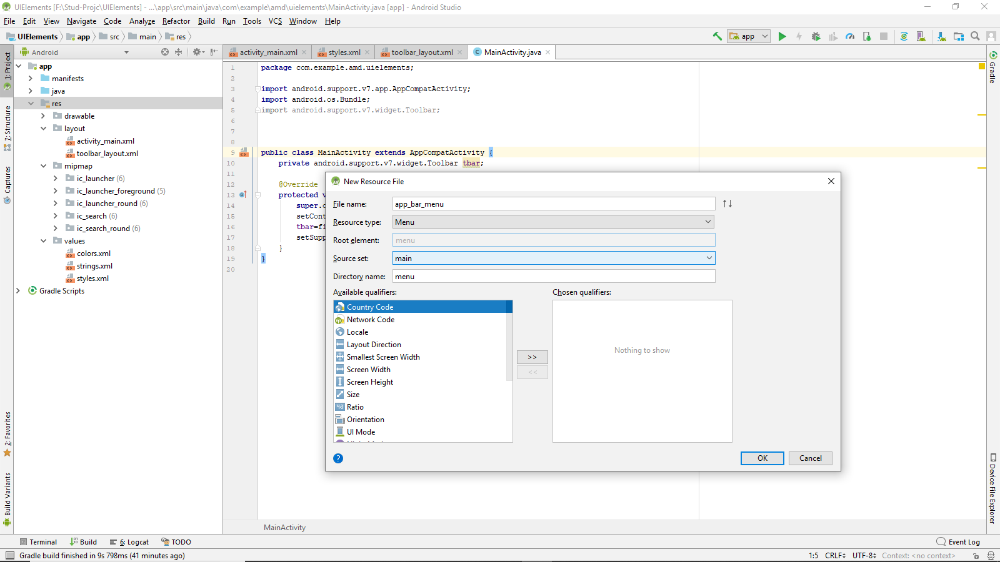 UIElements [F:\Stud-Projc\UIElements] - ...\app\src\main\java\com\example\amd\uielements\MainActivity.java [app] - Android Studio
File Edit View Navigate Code Analyze Refactor Build Run Tools VCS Window Help
UIElements app src main res
app
Android
activity_main.xml styles.xml toolbar_layout.xml MainActivity.java
1: Project
7: Structure
Captures
2: Favorites
Build Variants
app
manifests
java
res
drawable
layout
activity_main.xml
toolbar_layout.xml
mipmap
ic_launcher (6)
ic_launcher_foreground (5)
ic_launcher_round (6)
ic_search (6)
ic_search_round (6)
values
colors.xml
strings.xml
styles.xml
Gradle Scripts
1 package com.example.amd.uielements;
2
3 import android.support.v7.app.AppCompatActivity;
4 import android.os.Bundle;
5 import android.support.v7.widget.Toolbar;
6
7
8
9 public class MainActivity extends AppCompatActivity {
10 private android.support.v7.widget.Toolbar tbar;
11
12 @Override
13 protected v
14 super.o
15 setCont
16 tbar=fi
17 setSupp
18 }
19 }
20
New Resource File
File name: app_bar_menu
Resource type: Menu
Root element: menu
Source set: main
Directory name: menu
Available qualifiers: Chosen qualifiers:
Country Code
Network Code
Locale
Layout Direction
Smallest Screen Width
Screen Width
Screen Height
Size
Ratio
Orientation
UI Mode
>>
<<
Nothing to show
? OK Cancel
Gradle
Device File Explorer
MainActivity
Terminal Build 6: Logcat TODO Event Log
Gradle build finished in 9s 798ms (41 minutes ago) 1:5 CRLF UTF-8 Context: <no context>